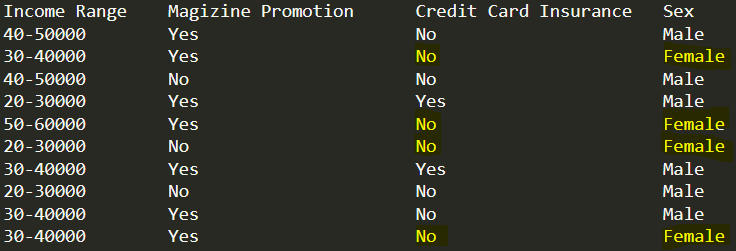 Income Range Magizine Promotion Credit Card Insurance Sex
40-50000 Yes No Male
30-40000 Yes No Female
40-50000 No No Male
20-30000 Yes Yes Male
50-60000 Yes No Female
20-30000 No No Female
30-40000 Yes Yes Male
20-30000 No No Male
30-40000 Yes No Male
30-40000 Yes No Female